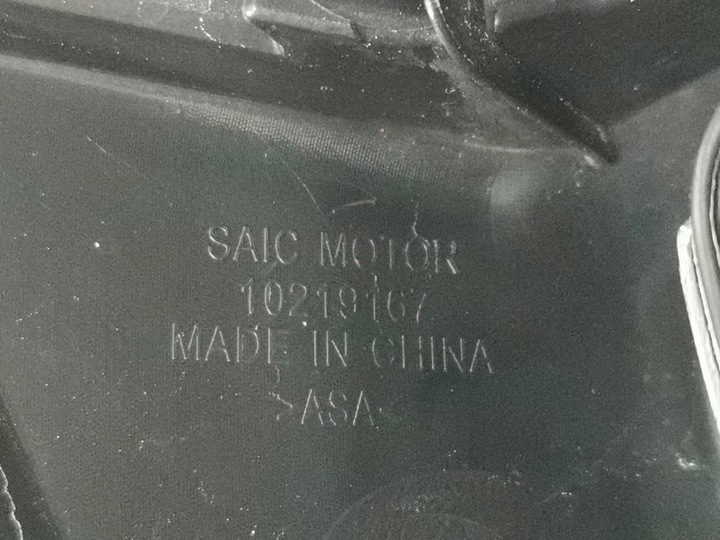 SAIC MOTOR
10219167
MADE IN CHINA
>ASA<